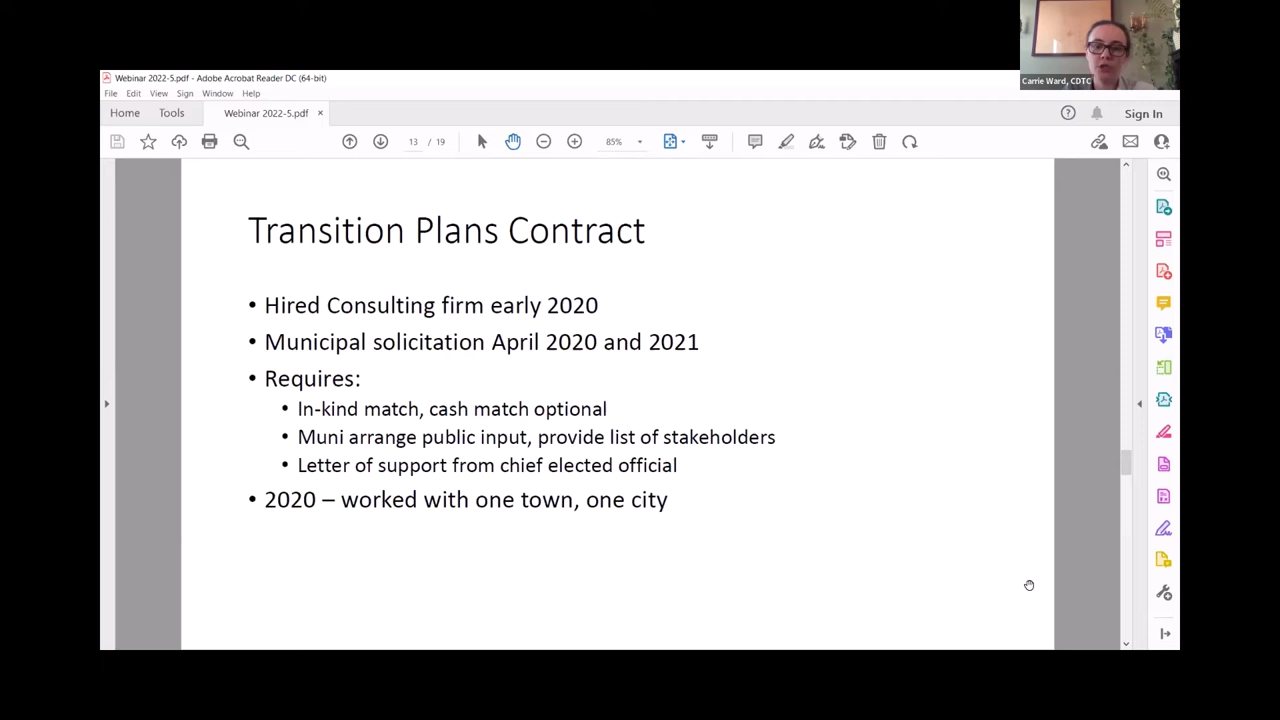 Carrie Ward, CDTC
Webinar 2022-5.pdf - Adobe Acrobat Reader DC (64-bit)
File Edit View Sign Window Help
Home Tools Webinar 2022-5.pdf × Sign In
13 / 19 85%
Transition Plans Contract
• Hired Consulting firm early 2020
• Municipal solicitation April 2020 and 2021
• Requires:
• In-kind match, cash match optional
• Muni arrange public input, provide list of stakeholders
• Letter of support from chief elected official
• 2020 – worked with one town, one city